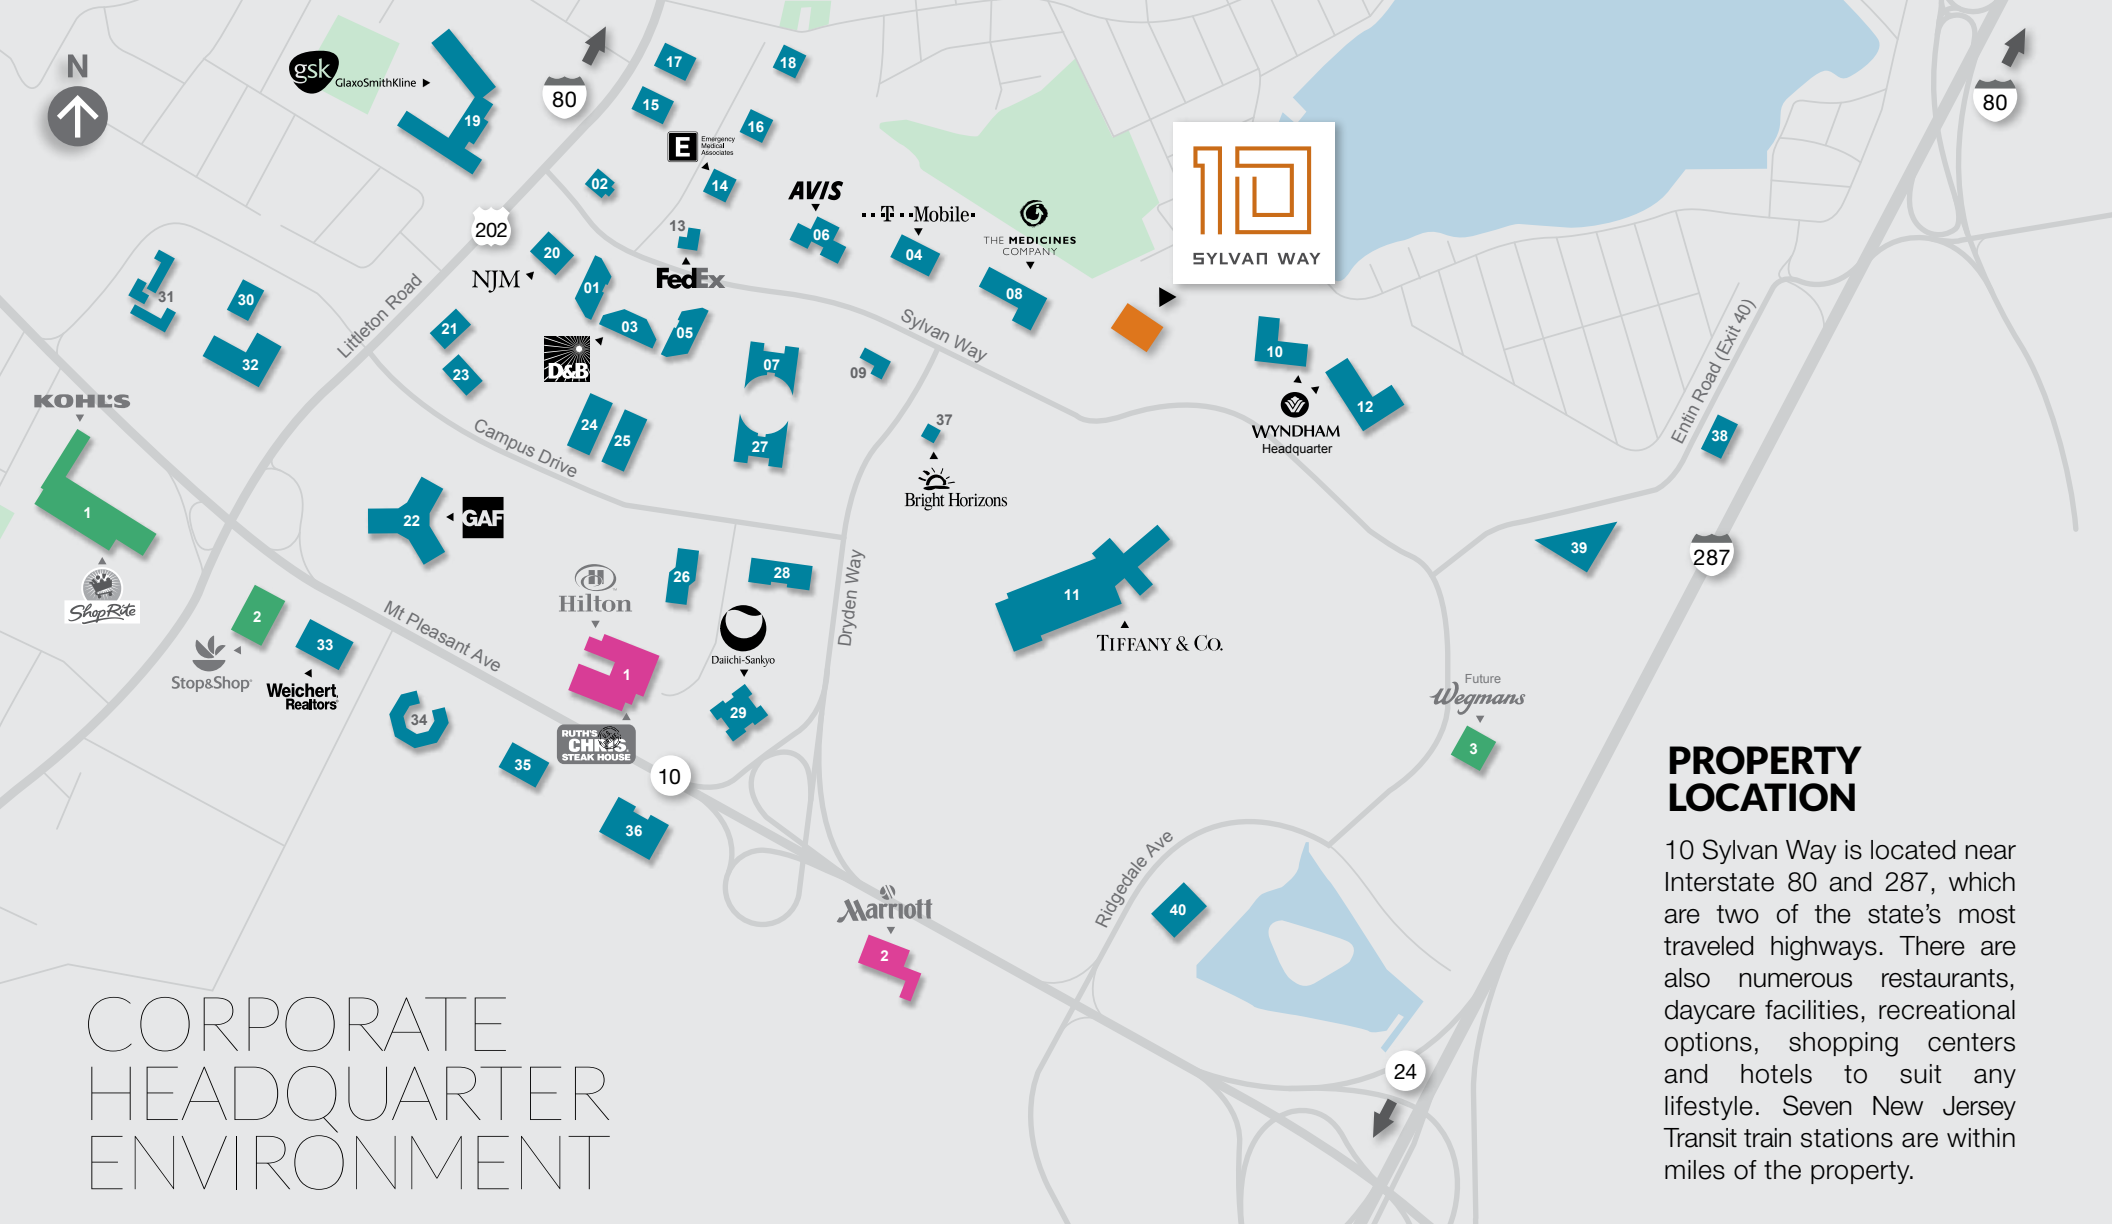 N
gsk
GlaxoSmithKline
80
17
18
15
16
19
E
Emergency
Medical
Associates
02
14
202
13
AVIS
06
T Mobile
04
THE MEDICINES
COMPANY
08
10
SYLVAN WAY
80
20
NJM
01
FedEx
03
05
D&B
21
23
31
30
32
Littleton Road
Sylvan Way
07
09
24
25
27
37
Bright Horizons
10
12
WYNDHAM
Headquarter
Entin Road (Exit 40)
38
39
287
KOHL'S
1
ShopRite
Campus Drive
22
GAF
2
Stop&Shop
33
Weichert
Realtors
Mt Pleasant Ave
Hilton
1
RUTH'S
CHRIS
STEAK HOUSE
26
28
Daiichi-Sankyo
29
Dryden Way
11
TIFFANY & CO.
Future
Wegmans
3
34
35
36
10
Marriott
2
Ridgedale Ave
40
24
CORPORATE
HEADQUARTER
ENVIRONMENT
PROPERTY
LOCATION
10 Sylvan Way is located near
Interstate 80 and 287, which
are two of the state's most
traveled highways. There are
also numerous restaurants,
daycare facilities, recreational
options, shopping centers
and hotels to suit any
lifestyle. Seven New Jersey
Transit train stations are within
miles of the property.